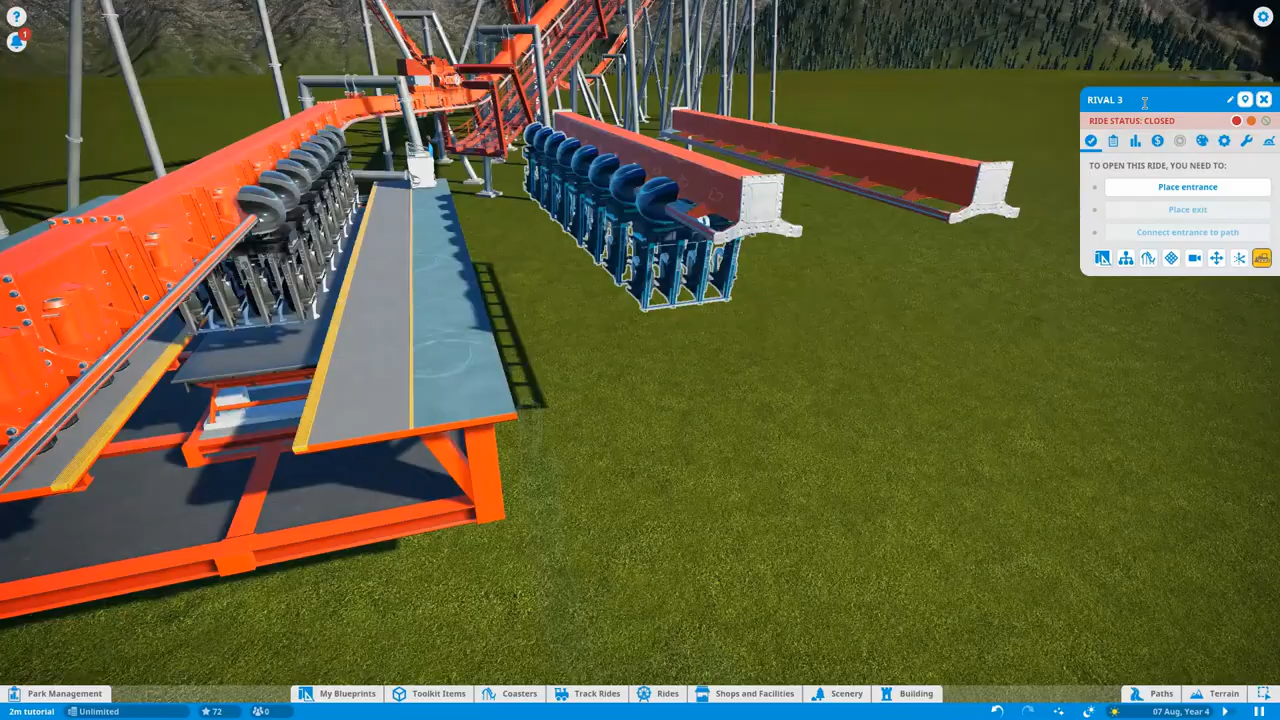 RIVAL 3
RIDE STATUS: CLOSED
TO OPEN THIS RIDE, YOU NEED TO:
Place entrance
Place exit
Connect entrance to path
?
1
Park Management
My Blueprints
Toolkit Items
Coasters
Track Rides
Rides
Shops and Facilities
Scenery
Building
Paths
Terrain
2m tutorial
Unlimited
72
0
07 Aug, Year 4